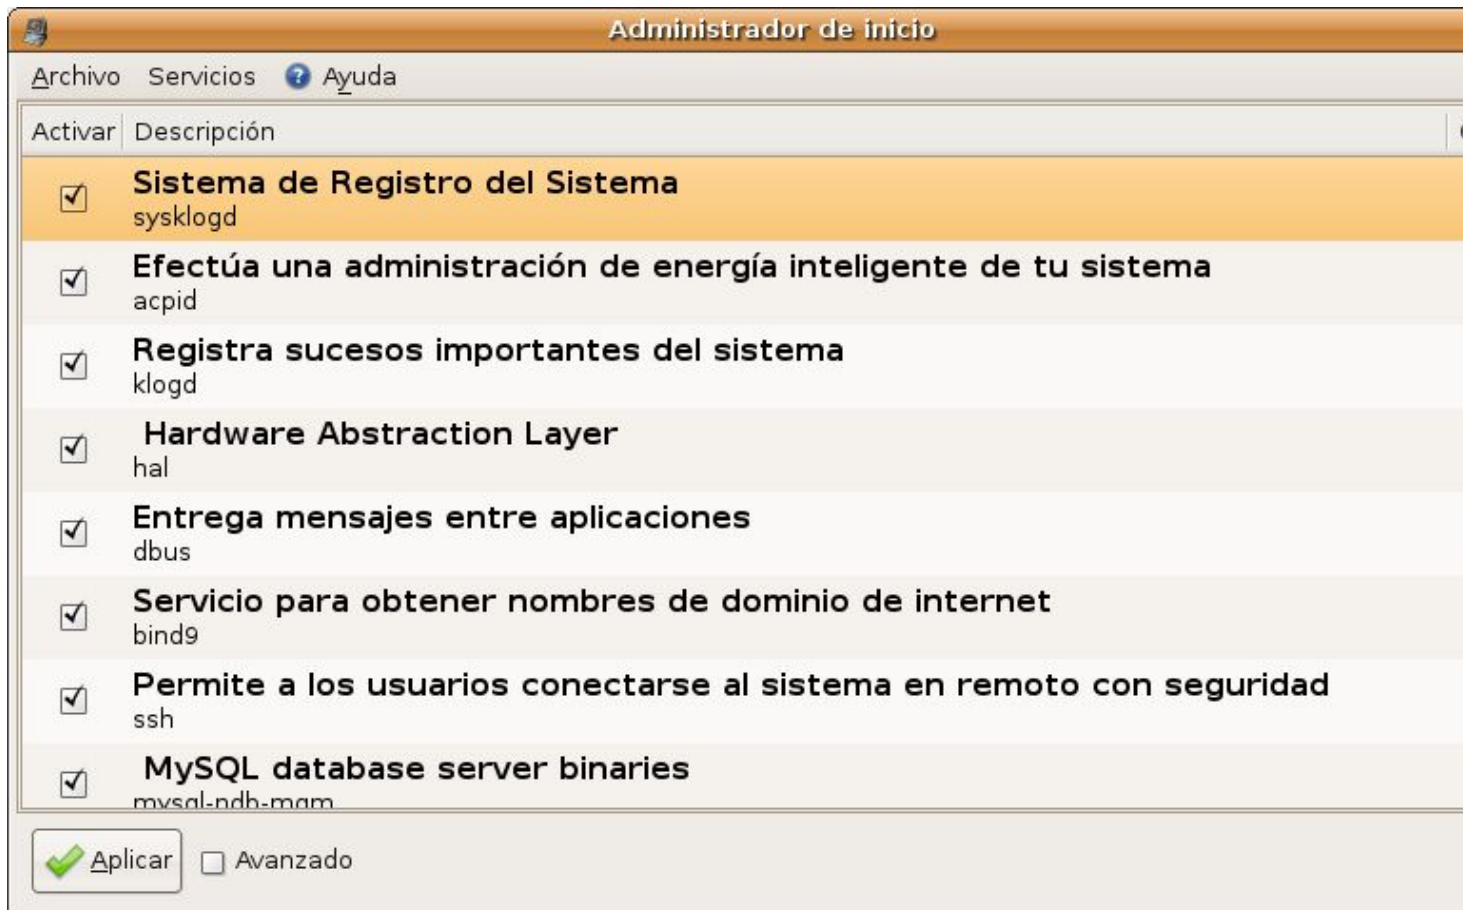 Administrador de inicio
Archivo Servicios Ayuda
Activar Descripción
Sistema de Registro del Sistema
sysklogd
Efectúa una administración de energía inteligente de tu sistema
acpid
Registra sucesos importantes del sistema
klogd
Hardware Abstraction Layer
hal
Entrega mensajes entre aplicaciones
dbus
Servicio para obtener nombres de dominio de internet
bind9
Permite a los usuarios conectarse al sistema en remoto con seguridad
ssh
MySQL database server binaries
mysql-ndb-mgm
Aplicar Avanzado